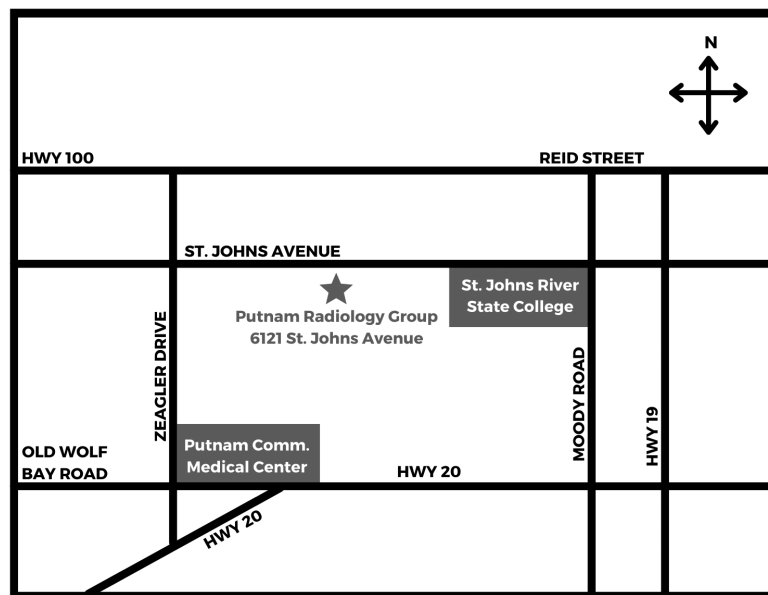 N
HWY 100
REID STREET
ST. JOHNS AVENUE
St. Johns River
State College
Putnam Radiology Group
6121 St. Johns Avenue
ZEAGLER DRIVE
MOODY ROAD
HWY 19
Putnam Comm.
Medical Center
OLD WOLF
BAY ROAD
HWY 20
HWY 20